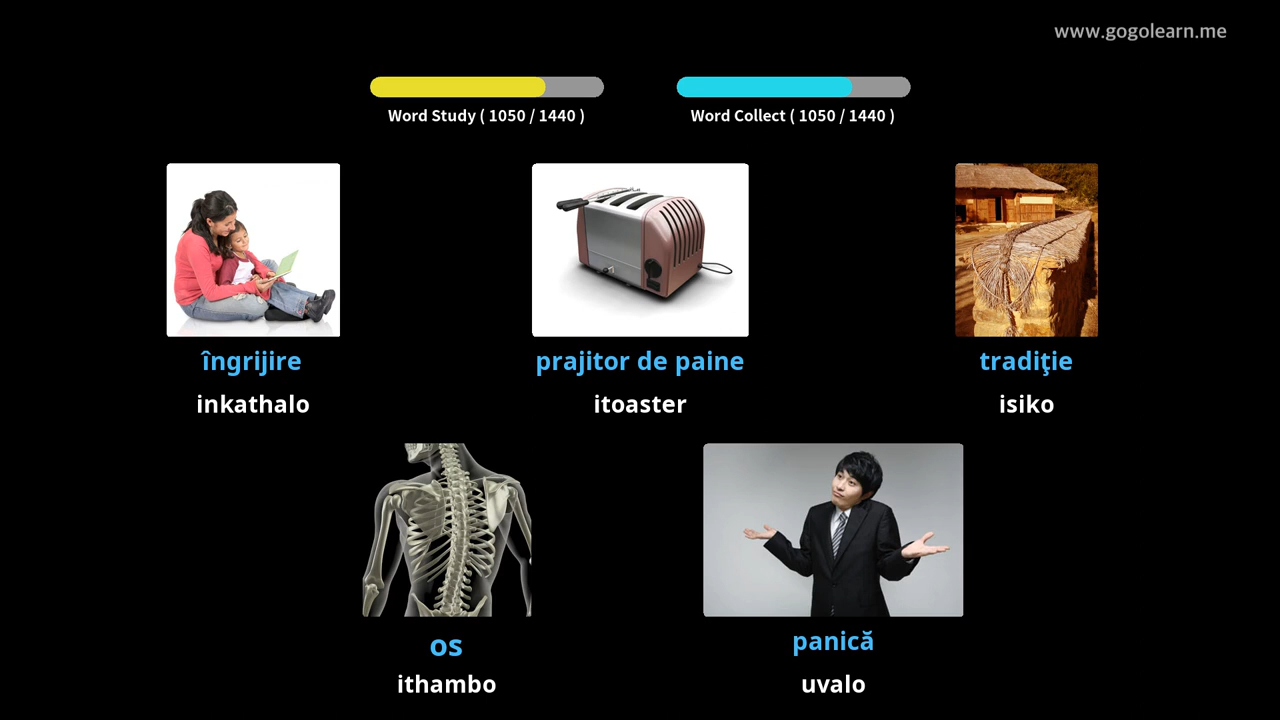 www.gogolearn.me
Word Study ( 1050 / 1440 )
Word Collect ( 1050 / 1440 )
îngrijire
prajitor de paine
tradiţie
inkathalo
itoaster
isiko
os
panică
ithambo
uvalo